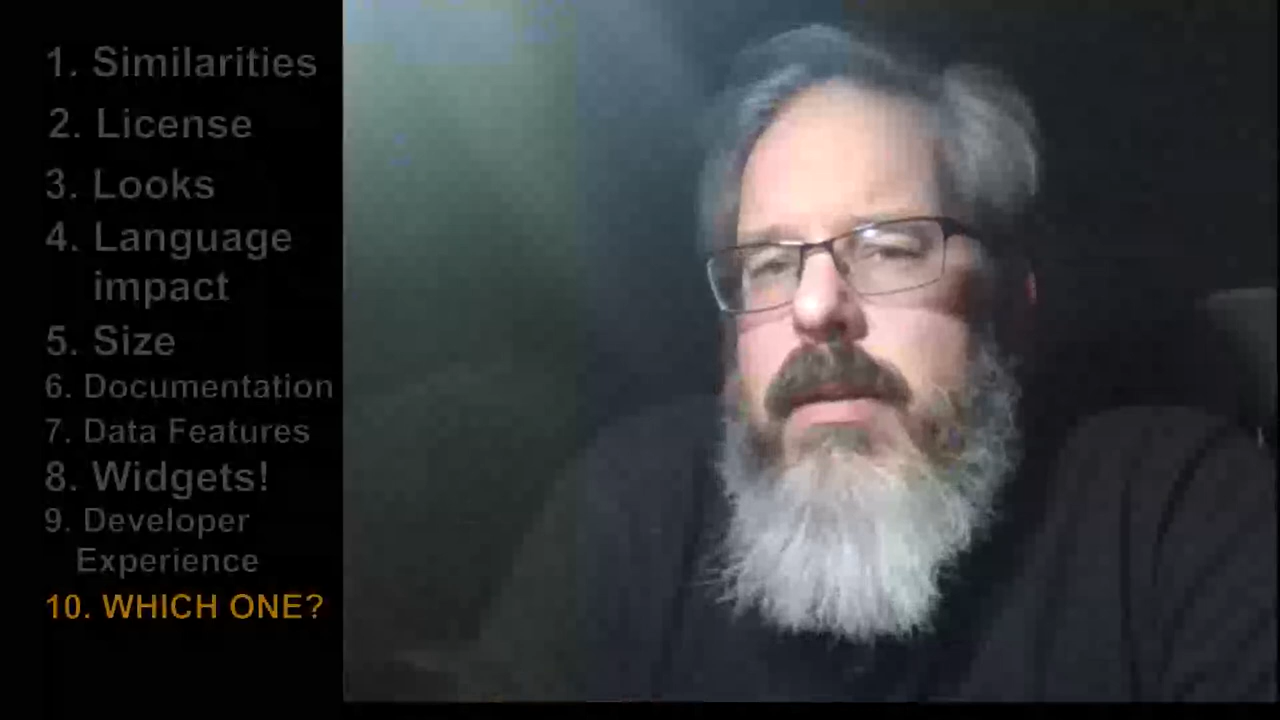 1. Similarities
2. License
3. Looks
4. Language
impact
5. Size
6. Documentation
7. Data Features
8. Widgets!
9. Developer
Experience
10. WHICH ONE?